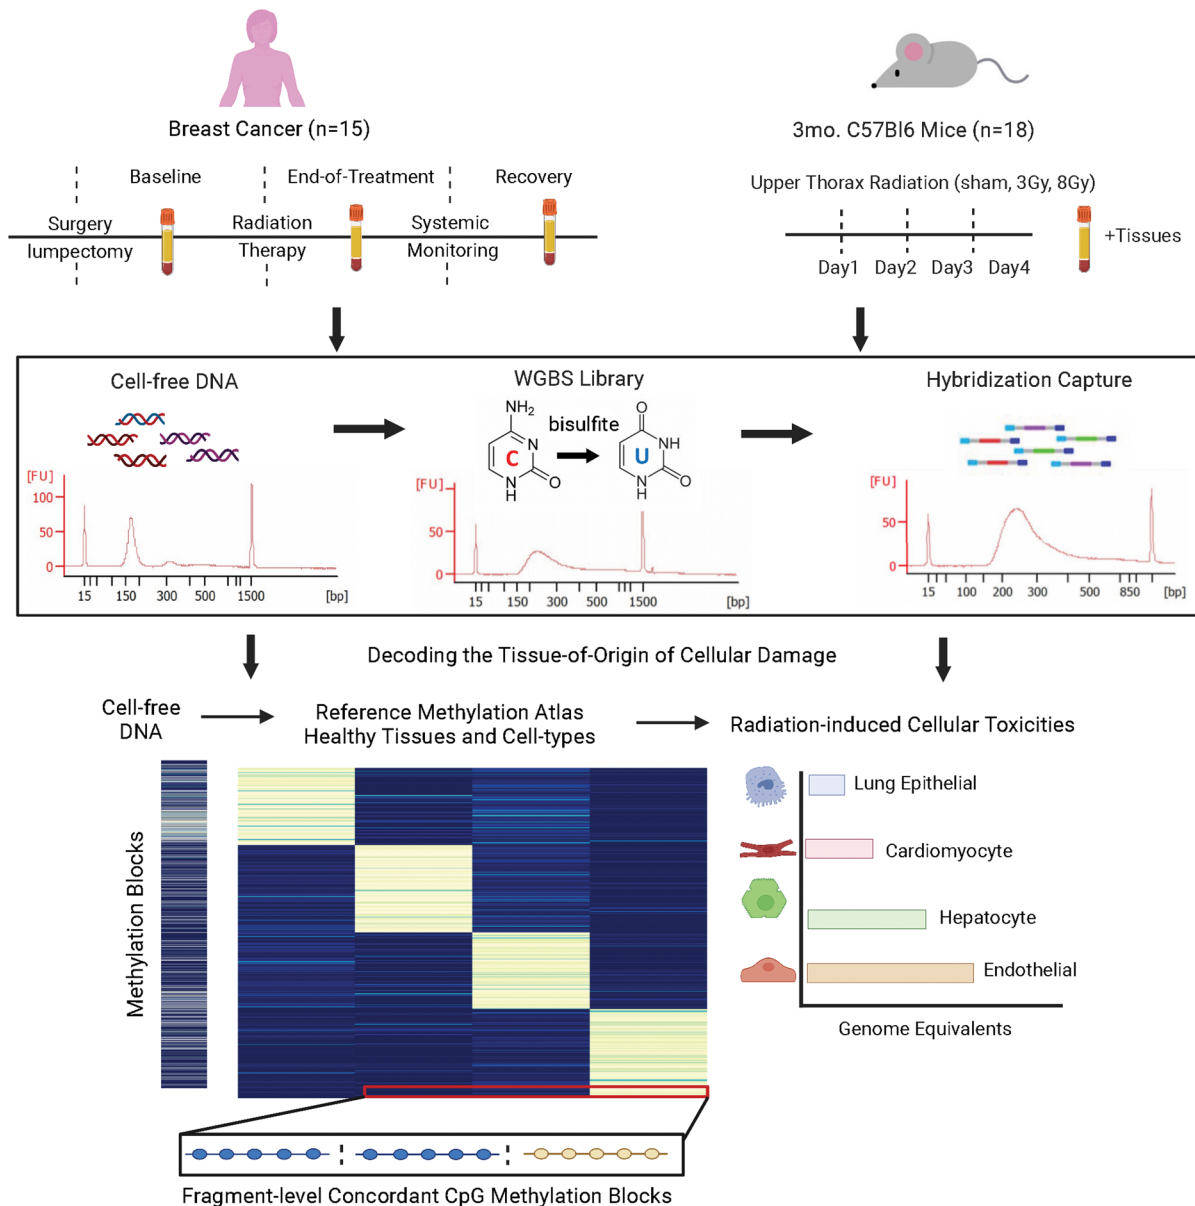 Breast Cancer (n=15)
3mo. C57Bl6 Mice (n=18)
Baseline
End-of-Treatment
Recovery
Surgery
lumpectomy
Radiation
Therapy
Systemic
Monitoring
Upper Thorax Radiation (sham, 3Gy, 8Gy)
+Tissues
Day1 Day2 Day3 Day4
Cell-free DNA
WGBS Library
Hybridization Capture
NH2
N
C
NH
O
bisulfite
O
NH
U
NH
O
[FU]
100
50
0
15 150 300 500 1500 [bp]
[FU]
50
0
15 150 300 500 1500 [bp]
[FU]
50
0
15 100 200 300 500 850 [bp]
Decoding the Tissue-of-Origin of Cellular Damage
Cell-free
DNA
Reference Methylation Atlas
Healthy Tissues and Cell-types
Radiation-induced Cellular Toxicities
Methylation Blocks
Lung Epithelial
Cardiomyocyte
Hepatocyte
Endothelial
Genome Equivalents
Fragment-level Concordant CpG Methylation Blocks